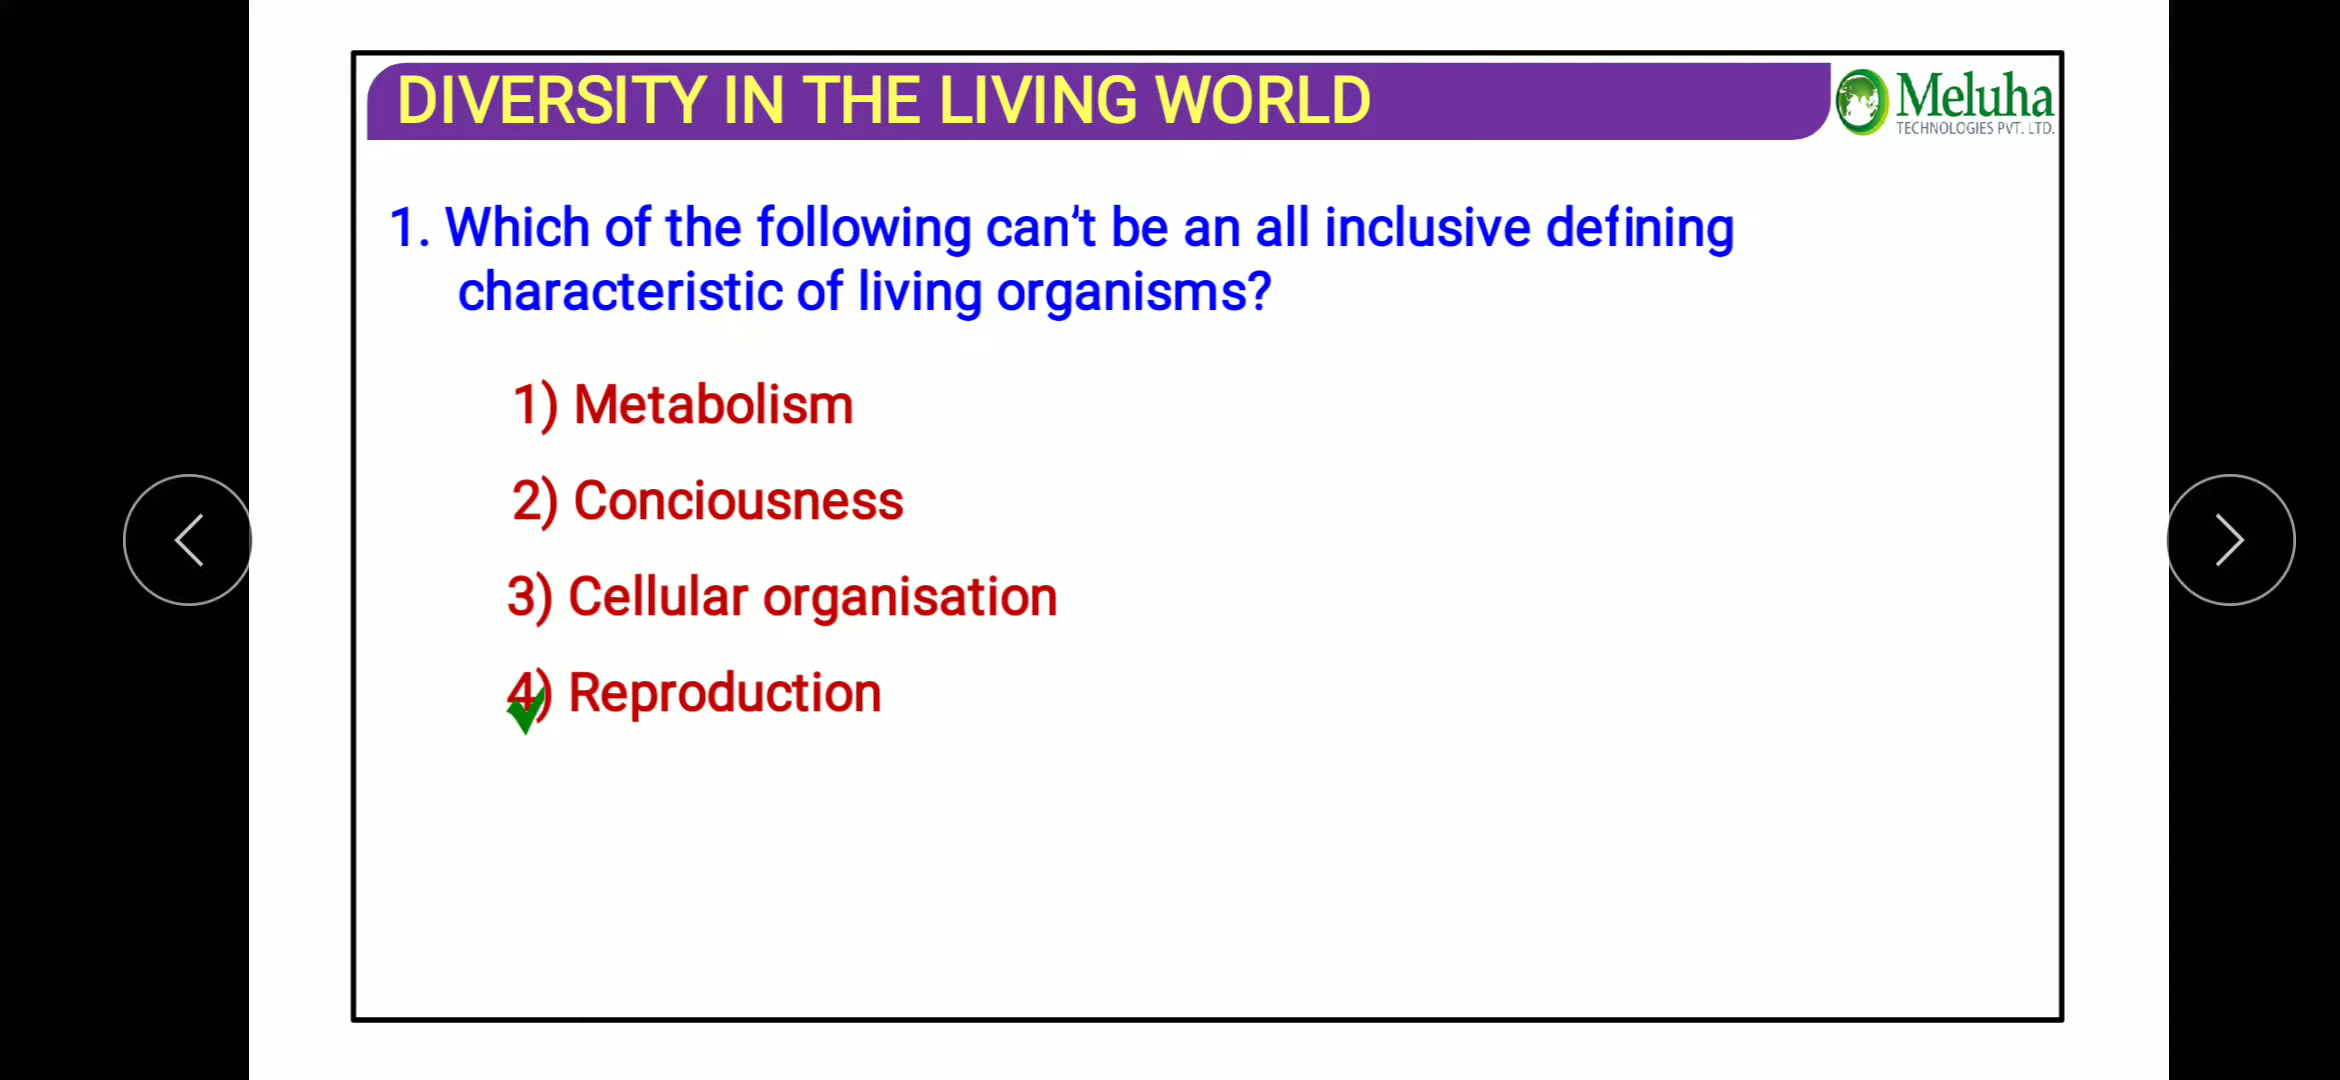 DIVERSITY IN THE LIVING WORLD
Meluha
TECHNOLOGIES PVT. LTD.
1. Which of the following can't be an all inclusive defining
characteristic of living organisms?
1) Metabolism
2) Conciousness
3) Cellular organisation
4) Reproduction